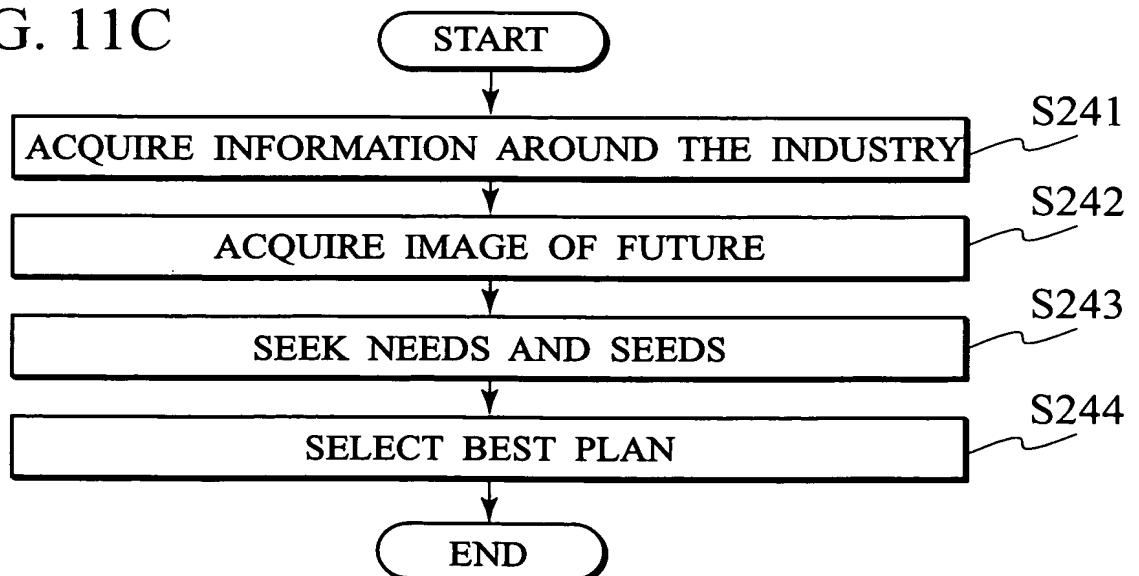 G. 11C
START
ACQUIRE INFORMATION AROUND THE INDUSTRY
S241
ACQUIRE IMAGE OF FUTURE
S242
SEEK NEEDS AND SEEDS
S243
SELECT BEST PLAN
S244
END